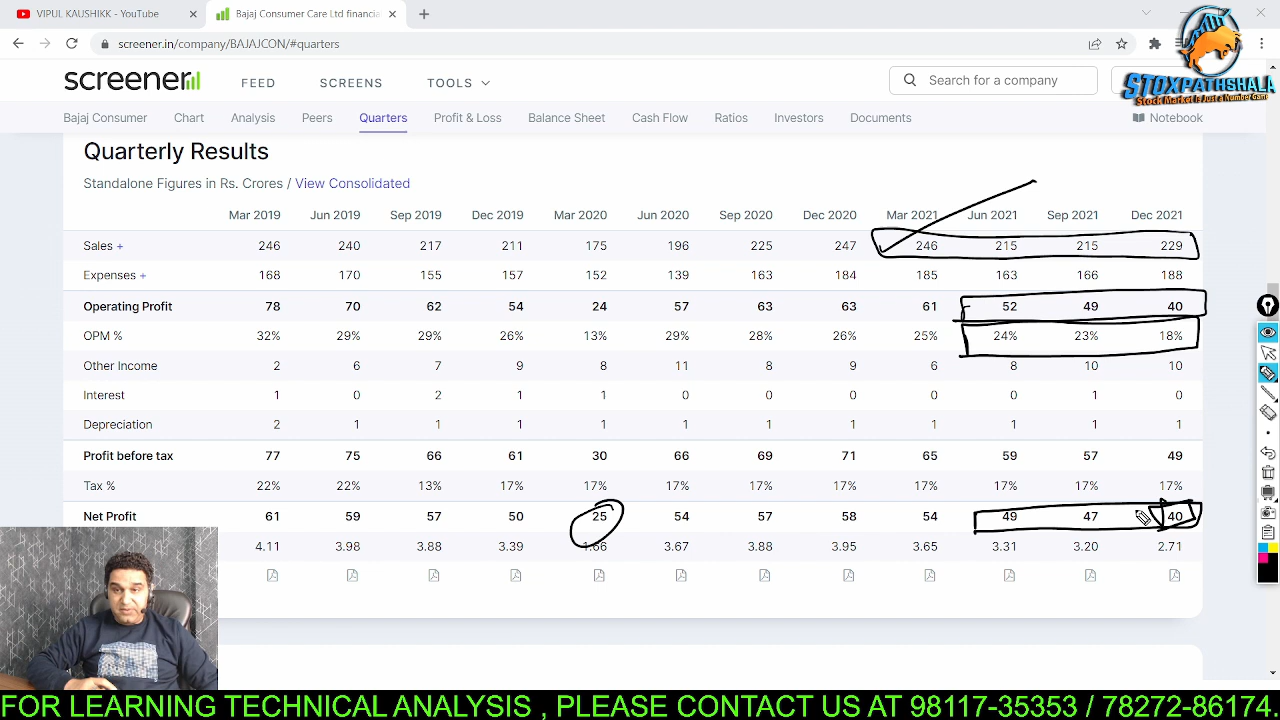 VIPUL KAUSHIKK - YouTube
Bajaj Consumer Care Ltd financia
screener.in/company/BAJAJCON/#quarters
STOXPATHSHALA
Stock Market is Just a Number Game
screener
FEED SCREENS TOOLS
Search for a company
Bajaj Consumer Chart Analysis Peers Quarters Profit & Loss Balance Sheet Cash Flow Ratios Investors Documents Notebook
Quarterly Results
Standalone Figures in Rs. Crores / View Consolidated
Mar 2019 Jun 2019 Sep 2019 Dec 2019 Mar 2020 Jun 2020 Sep 2020 Dec 2020 Mar 2021 Jun 2021 Sep 2021 Dec 2021
Sales + 246 240 217 211 175 196 225 247 246 215 215 229
Expenses + 168 170 155 157 152 139 163 184 185 163 166 188
Operating Profit 78 70 62 54 24 57 63 63 61 52 49 40
OPM % 32% 29% 29% 26% 13% 29% 28% 26% 25% 24% 23% 18%
Other Income 2 6 7 9 8 11 8 9 6 8 10 10
Interest 1 0 2 1 1 0 0 0 0 0 1 0
Depreciation 2 1 1 1 1 1 1 1 1 1 1 1
Profit before tax 77 75 66 61 30 66 69 71 65 59 57 49
Tax % 22% 22% 13% 17% 17% 17% 17% 17% 17% 17% 17% 17%
Net Profit 61 59 57 50 25 54 57 58 54 49 47 40
4.11 3.98 3.88 3.39 1.66 3.67 3.88 3.95 3.65 3.31 3.20 2.71
FOR LEARNING TECHNICAL ANALYSIS , PLEASE CONTACT US AT 98117-35353 / 78272-86174.